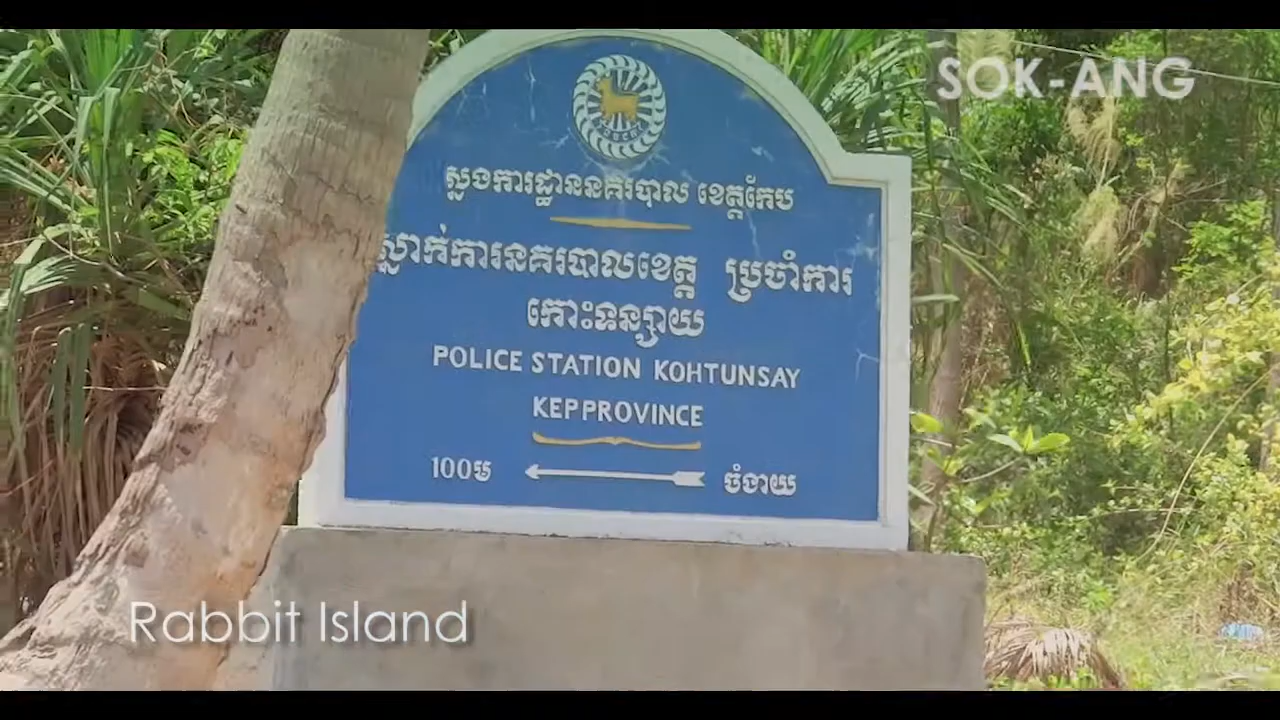 SOK-ANG
ស្នងការដ្ឋាននគរបាល ខេត្តកែប
ស្នាក់ការនគរបាលខេត្ត ប្រចាំការ
កោះទន្សាយ
POLICE STATION KOHTUNSAY
KEPPROVINCE
100ម ចំងាយ
Rabbit Island